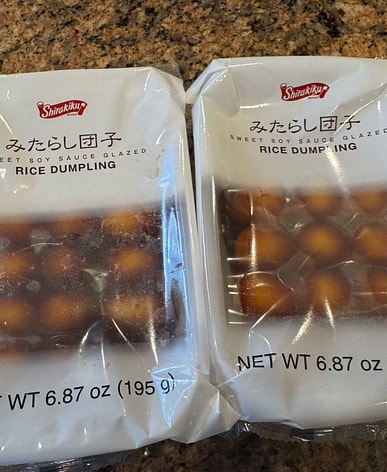 Shirakiku
みたらし団子
SWEET SOY SAUCE GLAZED
RICE DUMPLING
WT 6.87 oz (195 g)
Shirakiku
みたらし団子
SWEET SOY SAUCE GLAZED
RICE DUMPLING
NET WT 6.87 oz